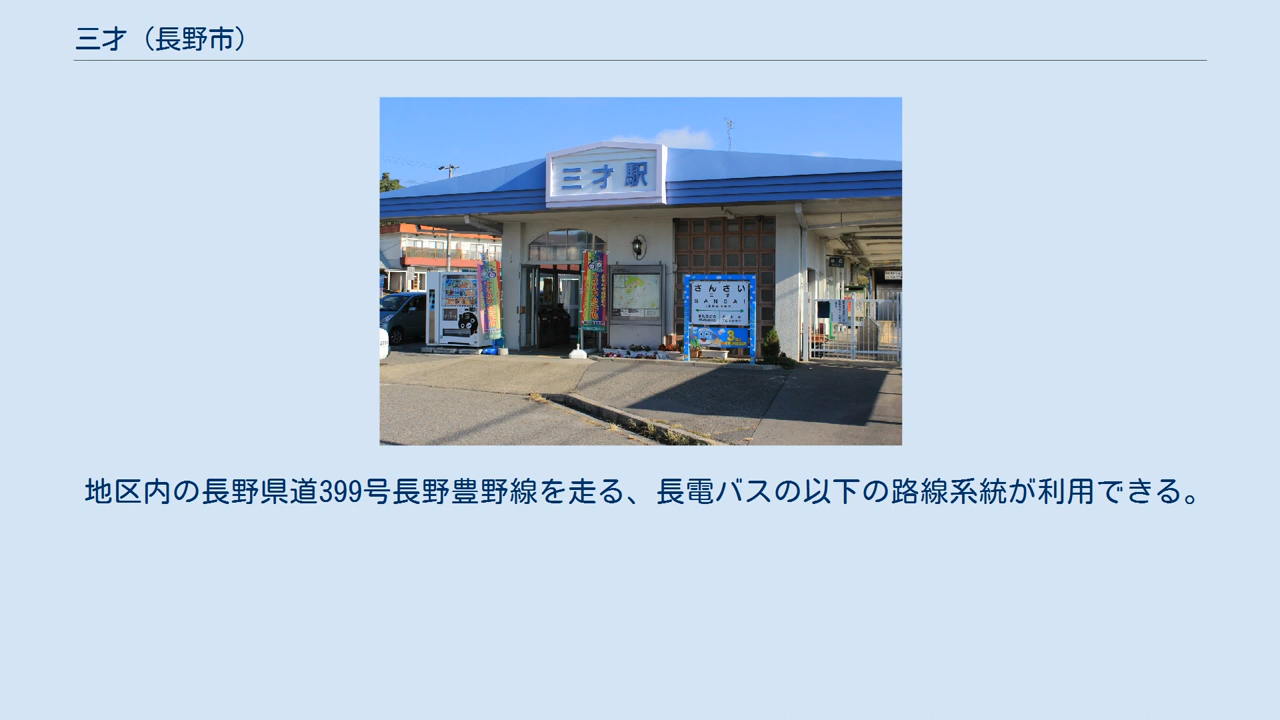 三才（長野市）
三才駅
さんさい
SANSAI
地区内の長野県道399号長野豊野線を走る、長電バスの以下の路線系統が利用できる。